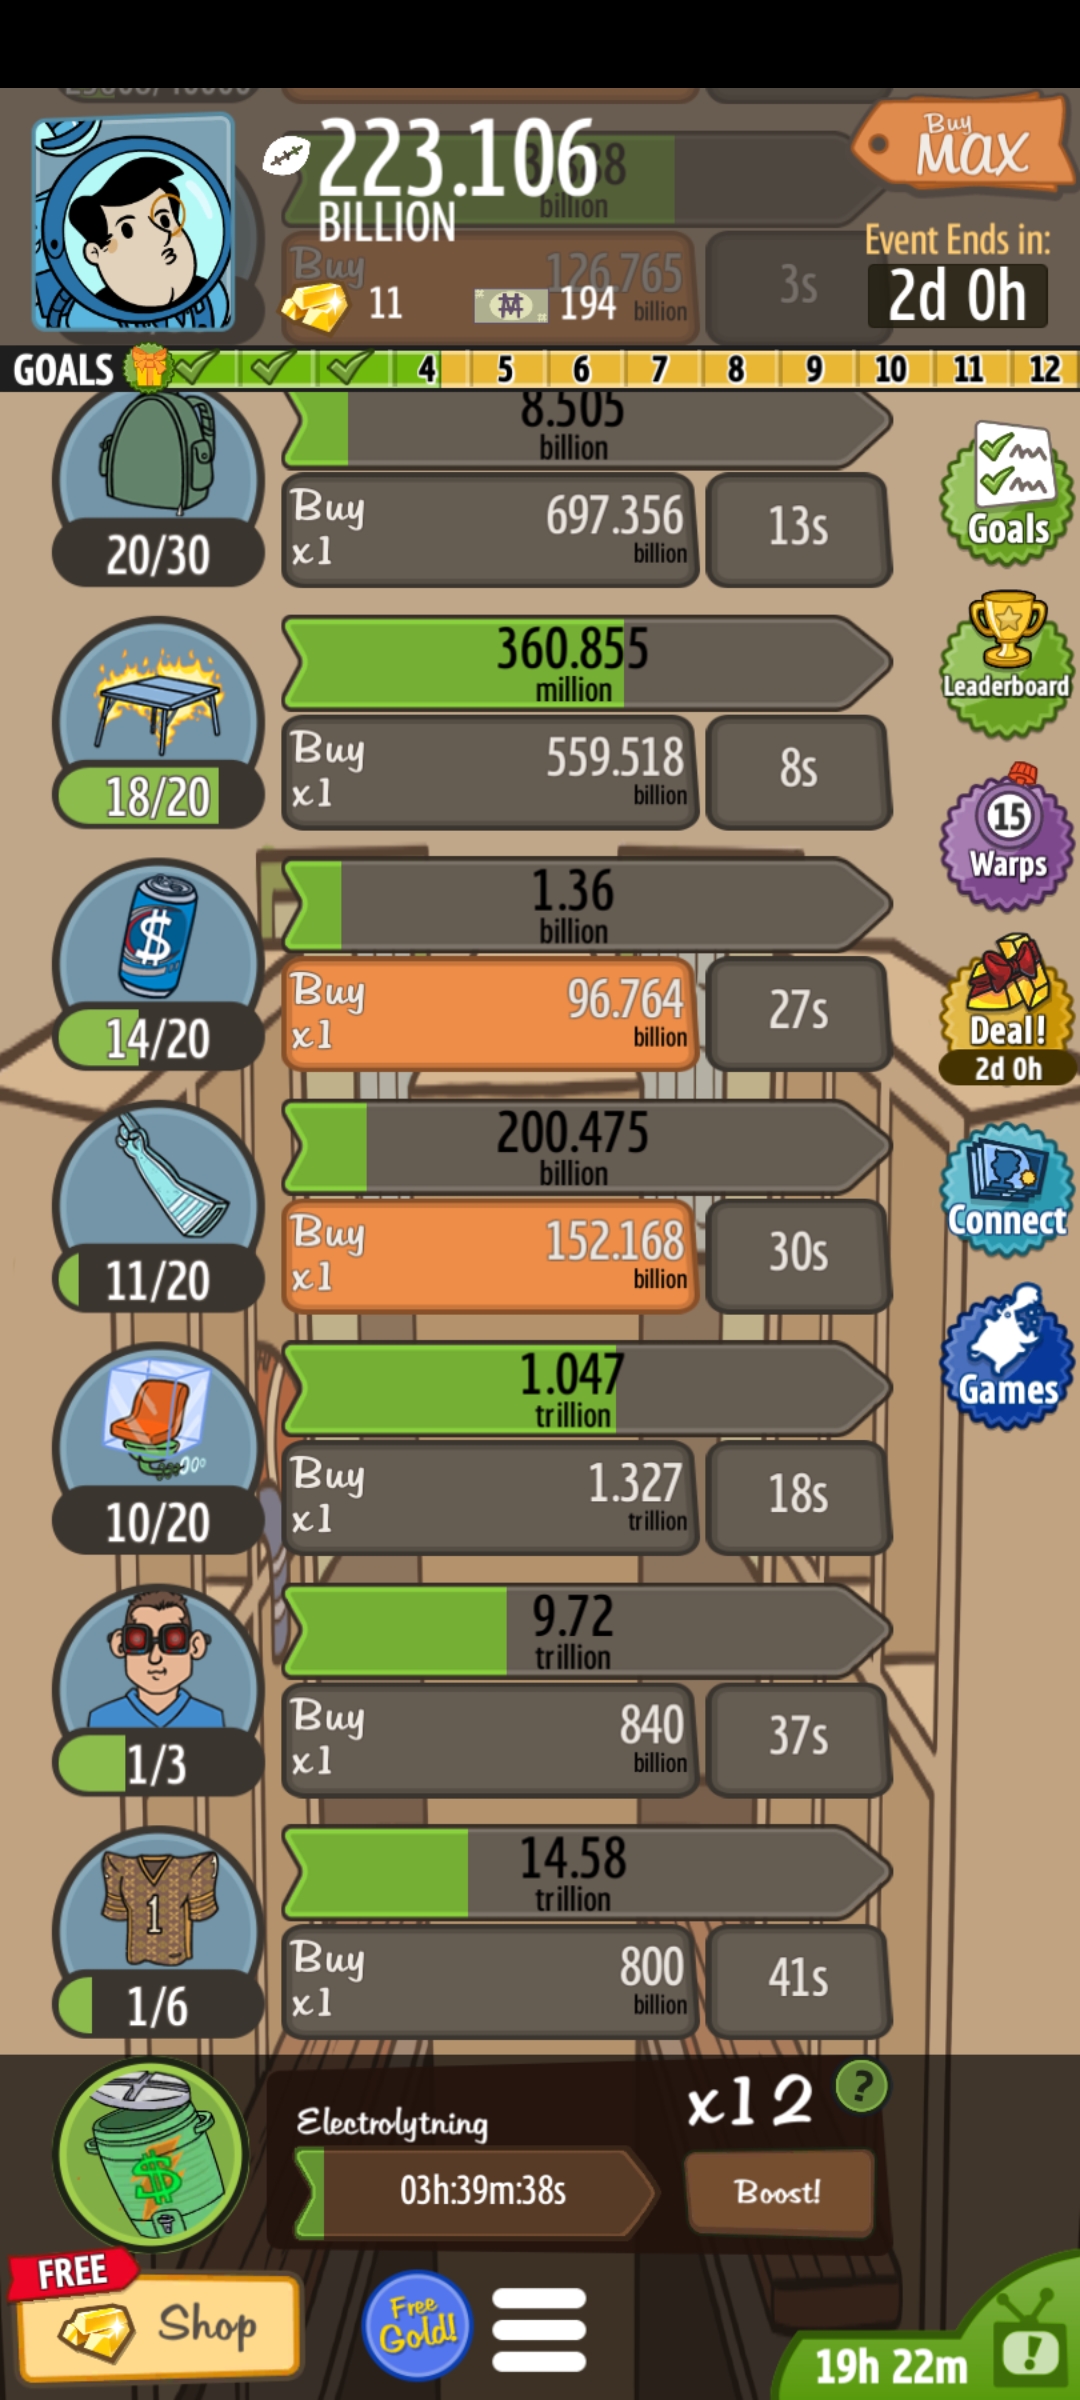 223.106
BILLION
Buy
MAX
billion
Event Ends in:
2d 0h
Buy
126.765
billion
3s
11
194
GOALS
4 5 6 7 8 9 10 11 12
8.505
billion
20/30
Buy
x1
697.356
billion
13s
Goals
360.855
million
18/20
Buy
x1
559.518
billion
8s
Leaderboard
1.36
billion
14/20
Buy
x1
96.764
billion
27s
15
Warps
Deal!
2d 0h
200.475
billion
11/20
Buy
x1
152.168
billion
30s
Connect
1.047
trillion
10/20
Buy
x1
1.327
trillion
18s
Games
9.72
trillion
1/3
Buy
x1
840
billion
37s
1
14.58
trillion
1/6
Buy
x1
800
billion
41s
Electrolytning
x12
?
03h:39m:38s
Boost!
FREE
Shop
Free
Gold!
19h 22m